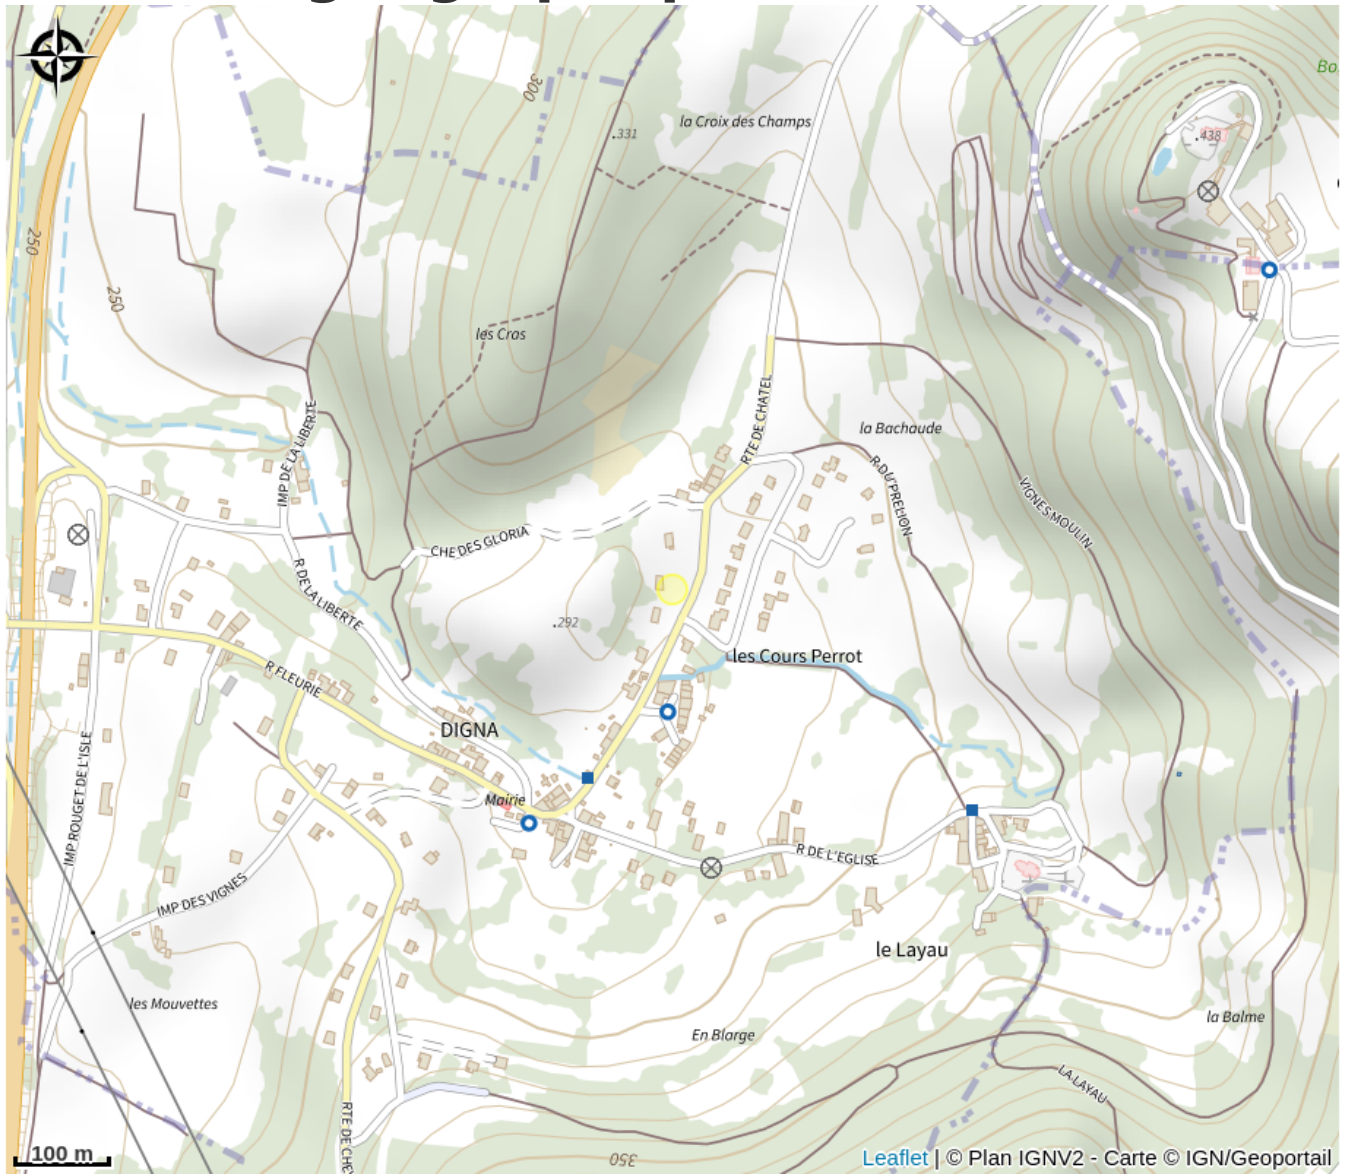 300
la Croix des Champs
.331
.438
Bo
250
250
les Cras
RTE DE CHATEL
IMP DE LA LIBERTE
la Bachaude
R DU PRELION
VIGNES MOULIN
CHE DES GLORIA
R DE LA LIBERTE
.292
les Cours Perrot
R FLEURIE
DIGNA
IMP ROUGET DE L'ISLE
Mairie
R DE L'EGLISE
IMP DES VIGNES
le Layau
les Mouvettes
la Balme
En Blarge
LA LAYAU
RTE DE CHE
350
100 m
Leaflet | © Plan IGNV2 - Carte © IGN/Geoportail